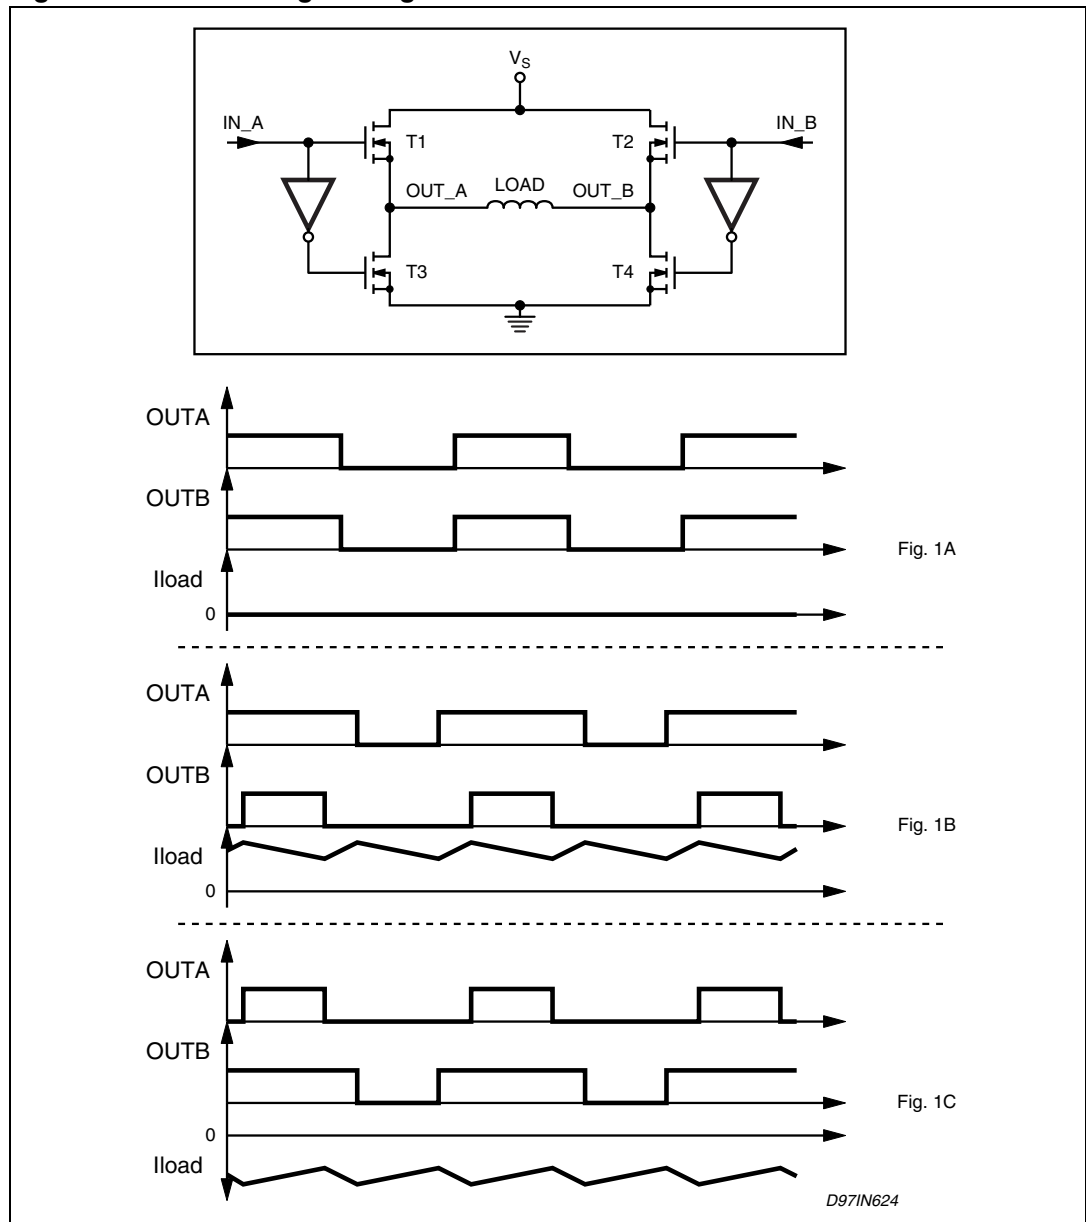 V_S
IN_A
IN_B
T1
T2
OUT_A
LOAD
OUT_B
T3
T4
OUTA
OUTB
Fig. 1A
Iload
0
OUTA
OUTB
Fig. 1B
Iload
0
OUTA
OUTB
Fig. 1C
0
Iload
D97IN624